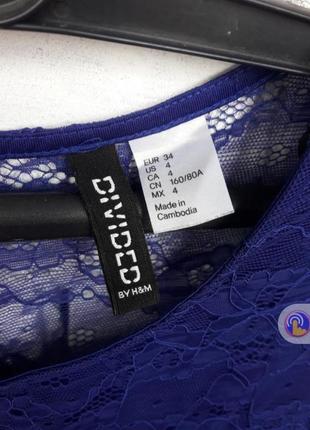 DIVIDED
BY H&M
EUR 34
US 4
CA 4
CN 160/80A
MX 4
Made in
Cambodia